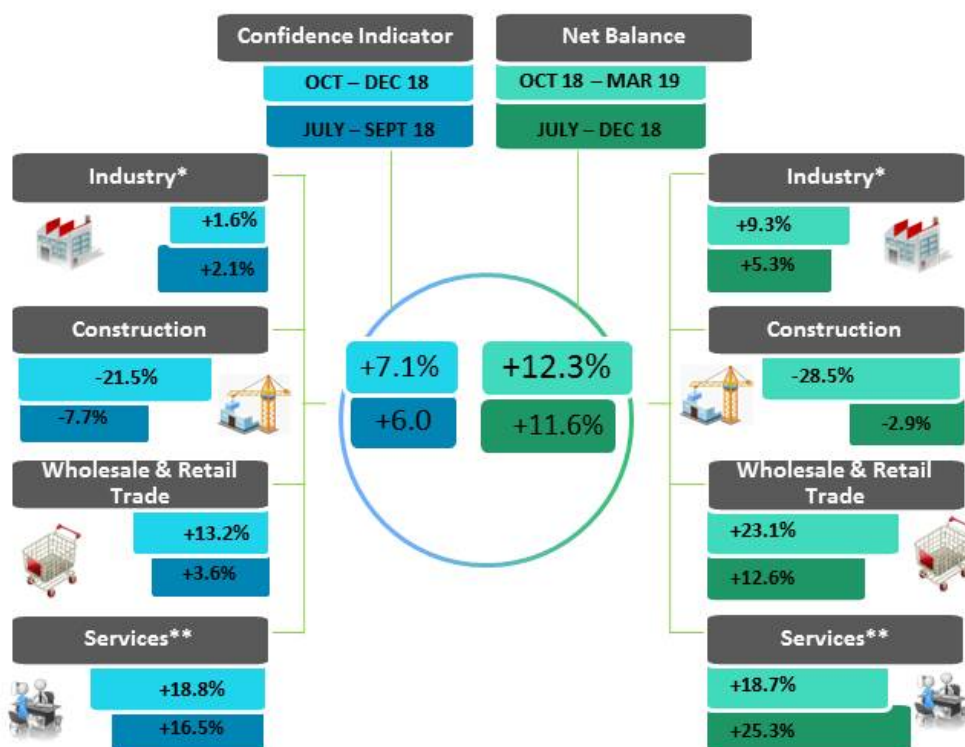 Confidence Indicator
OCT – DEC 18
JULY – SEPT 18
Net Balance
OCT 18 – MAR 19
JULY – DEC 18
Industry*
+1.6%
+2.1%
Construction
-21.5%
-7.7%
Wholesale & Retail
Trade
+13.2%
+3.6%
Services**
+18.8%
+16.5%
+7.1%
+6.0
+12.3%
+11.6%
Industry*
+9.3%
+5.3%
Construction
-28.5%
-2.9%
Wholesale & Retail
Trade
+23.1%
+12.6%
Services**
+18.7%
+25.3%